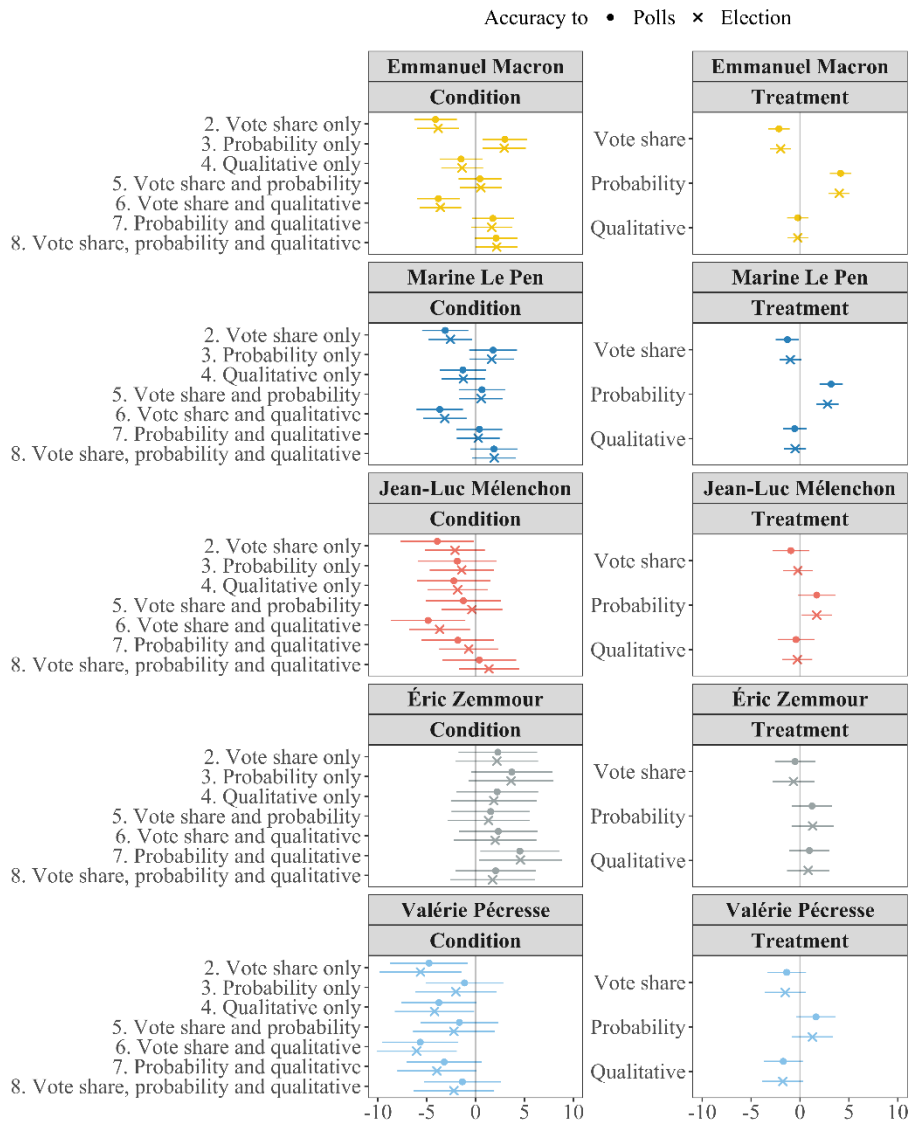 Accuracy to • Polls × Election
Emmanuel Macron
Condition
2. Vote share only
3. Probability only
4. Qualitative only
5. Vote share and probability
6. Vote share and qualitative
7. Probability and qualitative
8. Vote share, probability and qualitative
Emmanuel Macron
Treatment
Vote share
Probability
Qualitative
Marine Le Pen
Condition
2. Vote share only
3. Probability only
4. Qualitative only
5. Vote share and probability
6. Vote share and qualitative
7. Probability and qualitative
8. Vote share, probability and qualitative
Marine Le Pen
Treatment
Vote share
Probability
Qualitative
Jean-Luc Mélenchon
Condition
2. Vote share only
3. Probability only
4. Qualitative only
5. Vote share and probability
6. Vote share and qualitative
7. Probability and qualitative
8. Vote share, probability and qualitative
Jean-Luc Mélenchon
Treatment
Vote share
Probability
Qualitative
Éric Zemmour
Condition
2. Vote share only
3. Probability only
4. Qualitative only
5. Vote share and probability
6. Vote share and qualitative
7. Probability and qualitative
8. Vote share, probability and qualitative
Éric Zemmour
Treatment
Vote share
Probability
Qualitative
Valérie Pécresse
Condition
2. Vote share only
3. Probability only
4. Qualitative only
5. Vote share and probability
6. Vote share and qualitative
7. Probability and qualitative
8. Vote share, probability and qualitative
-10 -5 0 5 10
Valérie Pécresse
Treatment
Vote share
Probability
Qualitative
-10 -5 0 5 10